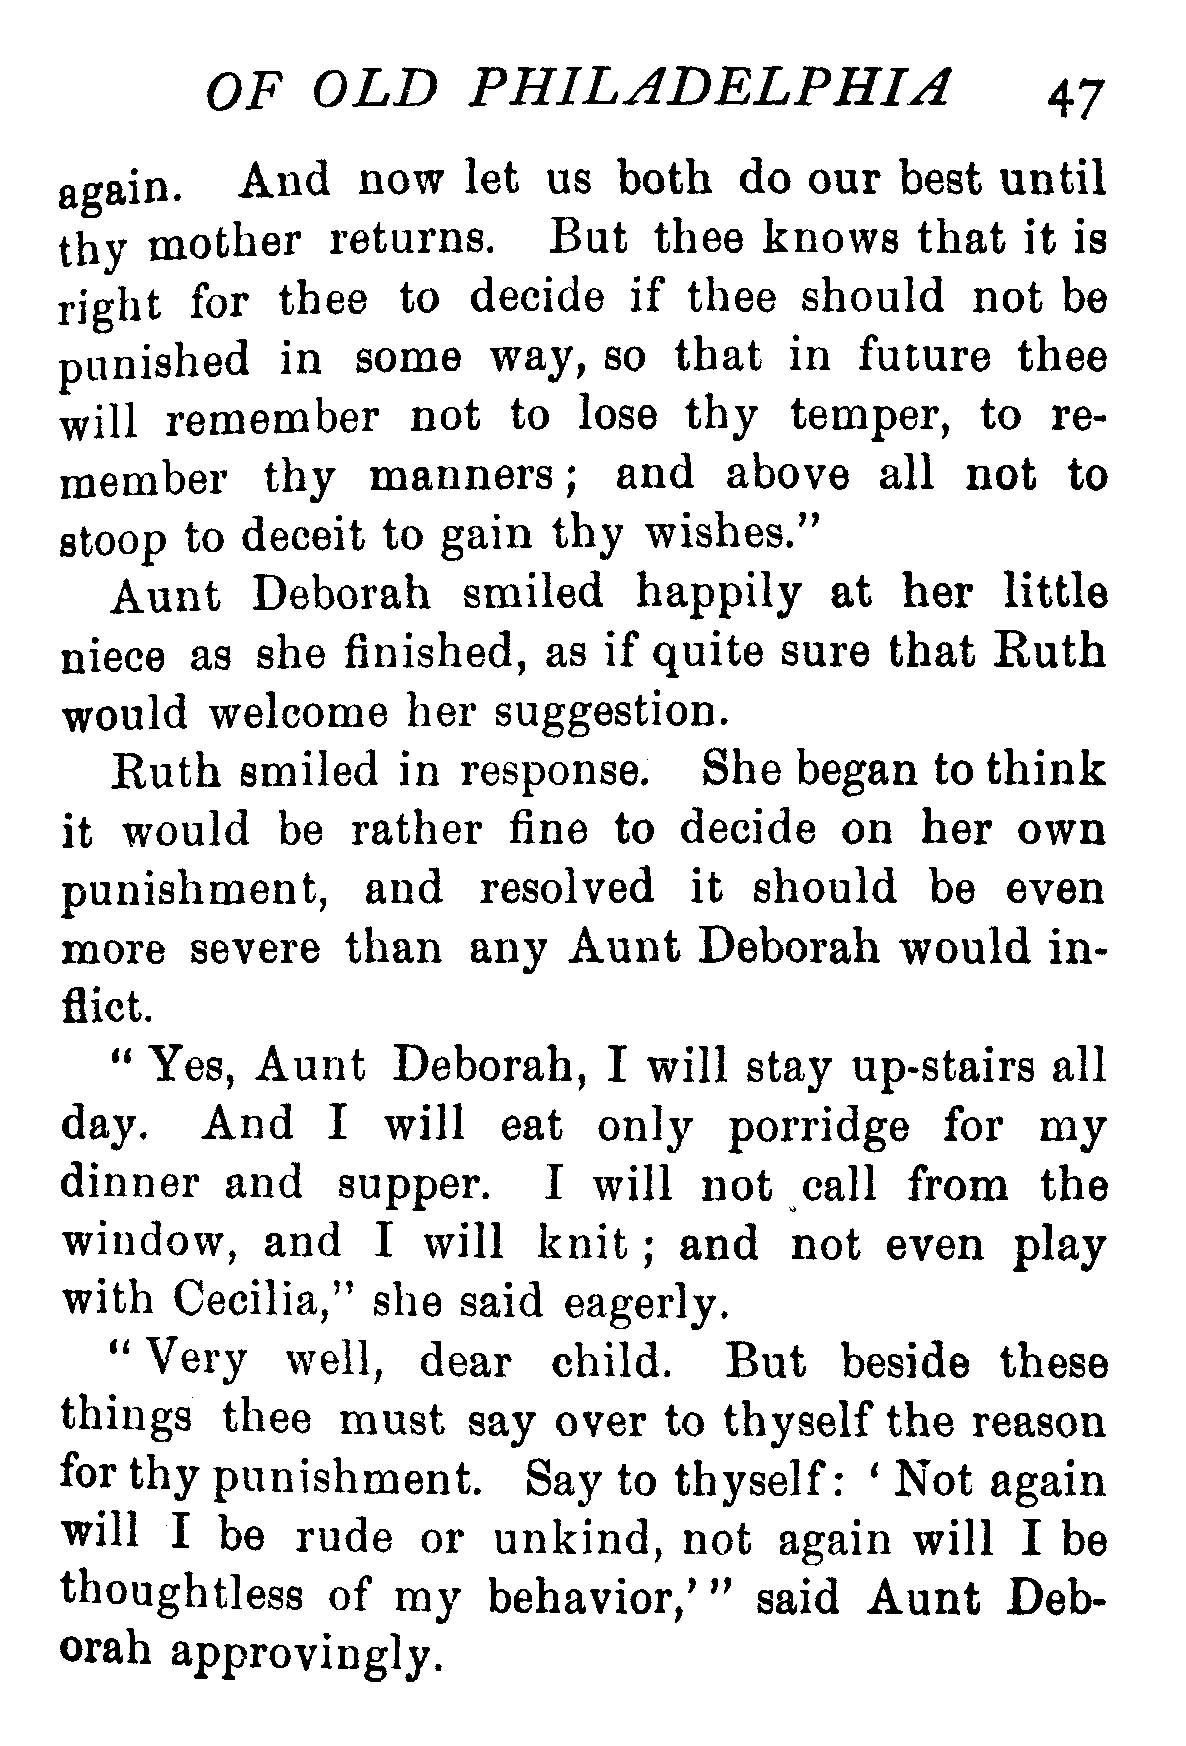 OF OLD PHILADELPHIA 47
again. And now let us both do our best until
thy mother returns. But thee knows that it is
right for thee to decide if thee should not be
punished in some way, so that in future thee
will remember not to lose thy temper, to re-
member thy manners ; and above all not to
stoop to deceit to gain thy wishes.”
Aunt Deborah smiled happily at her little
niece as she finished, as if quite sure that Ruth
would welcome her suggestion.
Ruth smiled in response. She began to think
it would be rather fine to decide on her own
punishment, and resolved it should be even
more severe than any Aunt Deborah would in-
flict.
“ Yes, Aunt Deborah, I will stay up-stairs all
day. And I will eat only porridge for my
dinner and supper. I will not call from the
window, and I will knit ; and not even play
with Cecilia,” she said eagerly.
“ Very well, dear child. But beside these
things thee must say over to thyself the reason
for thy punishment. Say to thyself : ‘ Not again
will I be rude or unkind, not again will I be
thoughtless of my behavior,’ ” said Aunt Deb-
orah approvingly.